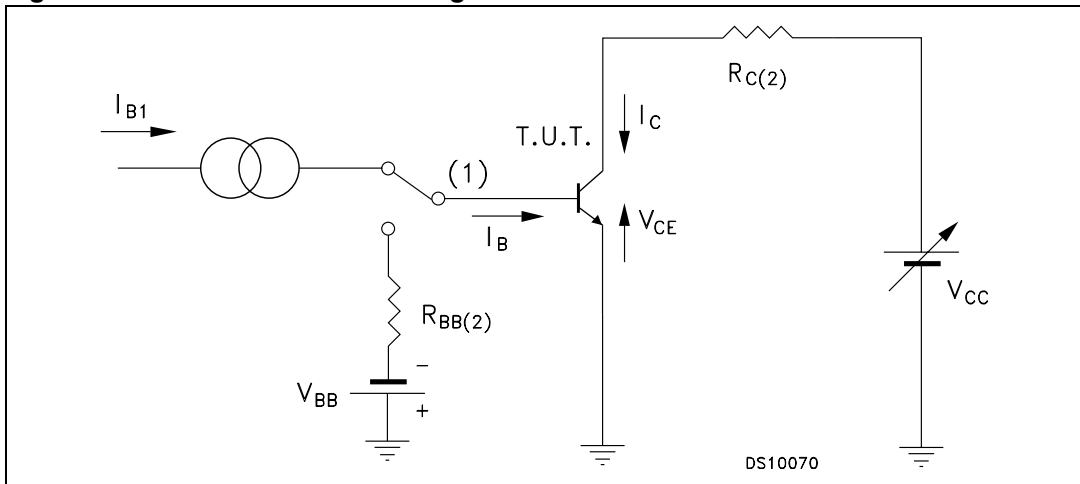 R_C(2)
I_B1
I_C
T.U.T.
(1)
I_B
V_CE
V_CC
R_BB(2)
-
V_BB
+
DS10070